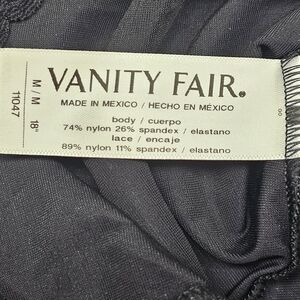 VANITY FAIR®
MADE IN MEXICO / HECHO EN MÉXICO
body / cuerpo
74% nylon 26% spandex / elastano
lace / encaje
89% nylon 11% spandex / elastano
M/M 18"
11047